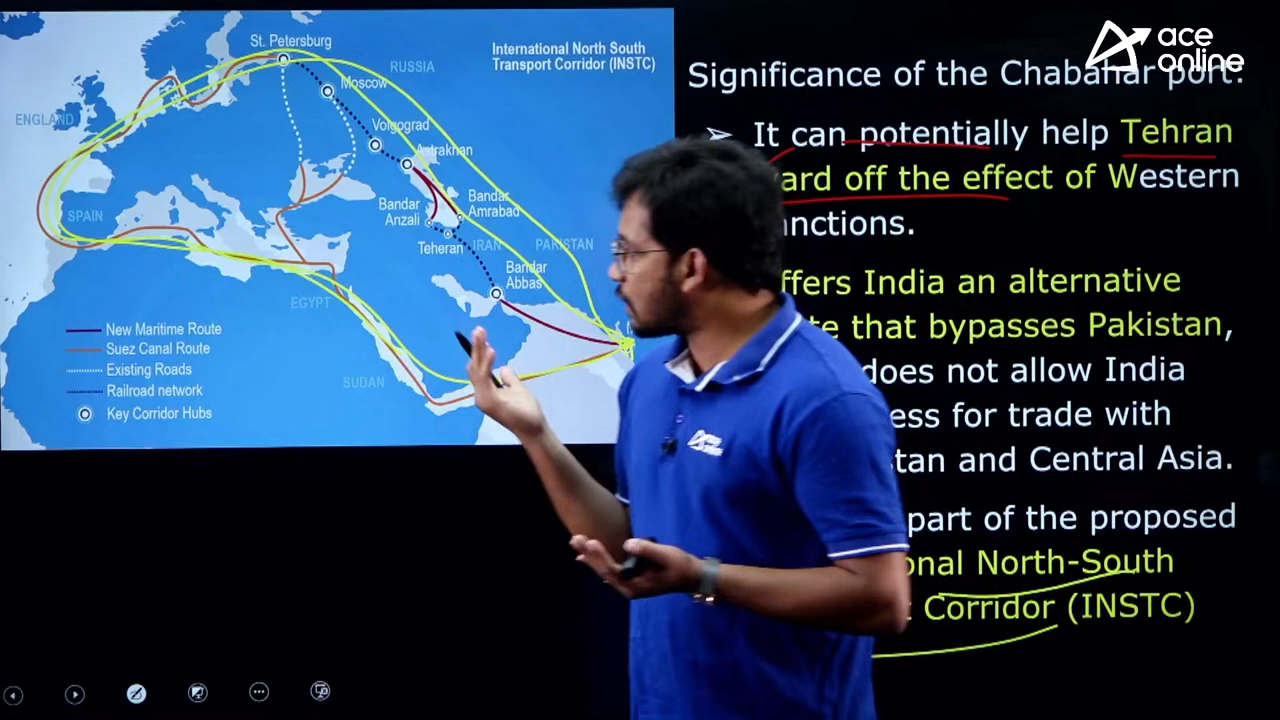 ace
online
St. Petersburg
International North South
Transport Corridor (INSTC)
RUSSIA
Moscow
ENGLAND
Volgograd
Astrakhan
Bandar
Anzali
Bandar
Amrabad
SPAIN
Teheran
IRAN
PAKISTAN
Bandar
Abbas
EGYPT
New Maritime Route
Suez Canal Route
Existing Roads
Railroad network
Key Corridor Hubs
SUDAN
Significance of the Chabahar port:
➢ It can potentially help Tehran
ard off the effect of Western
nctions.
ffers India an alternative
te that bypasses Pakistan,
does not allow India
ess for trade with
stan and Central Asia.
part of the proposed
onal North-South
Corridor (INSTC)
ace
online